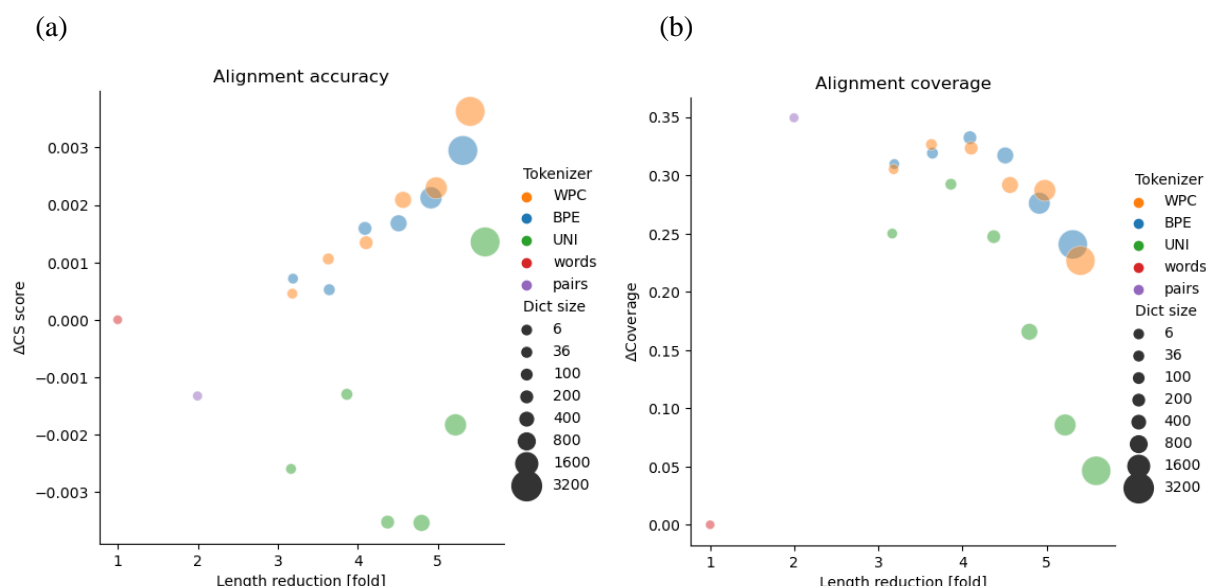 (a)
Alignment accuracy
ΔCS score
0.003
0.002
0.001
0.000
−0.001
−0.002
−0.003
1 2 3 4 5
Length reduction [fold]
Tokenizer
WPC
BPE
UNI
words
pairs
Dict size
6
36
100
200
400
800
1600
3200
(b)
Alignment coverage
ΔCoverage
0.35
0.30
0.25
0.20
0.15
0.10
0.05
0.00
1 2 3 4 5
Length reduction [fold]
Tokenizer
WPC
BPE
UNI
words
pairs
Dict size
6
36
100
200
400
800
1600
3200